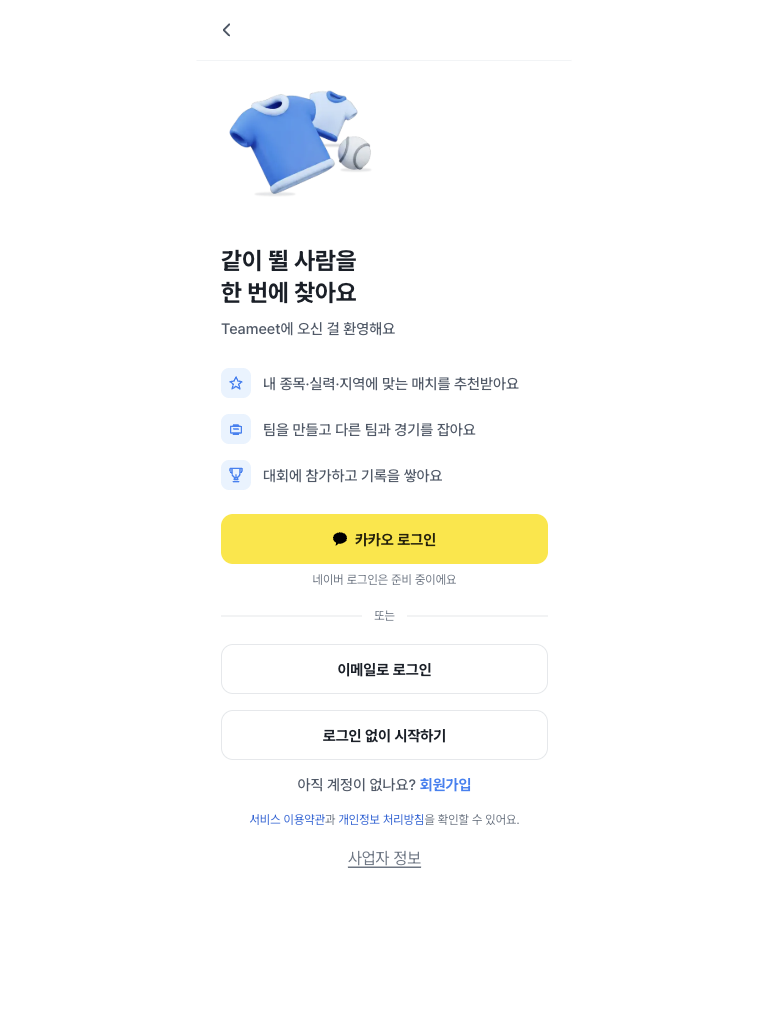 같이 뛸 사람을
한 번에 찾아요
Teameet에 오신 걸 환영해요
내 종목·실력·지역에 맞는 매치를 추천받아요
팀을 만들고 다른 팀과 경기를 잡아요
대회에 참가하고 기록을 쌓아요
카카오 로그인
네이버 로그인은 준비 중이에요
또는
이메일로 로그인
로그인 없이 시작하기
아직 계정이 없나요? 회원가입
서비스 이용약관과 개인정보 처리방침을 확인할 수 있어요.
사업자 정보